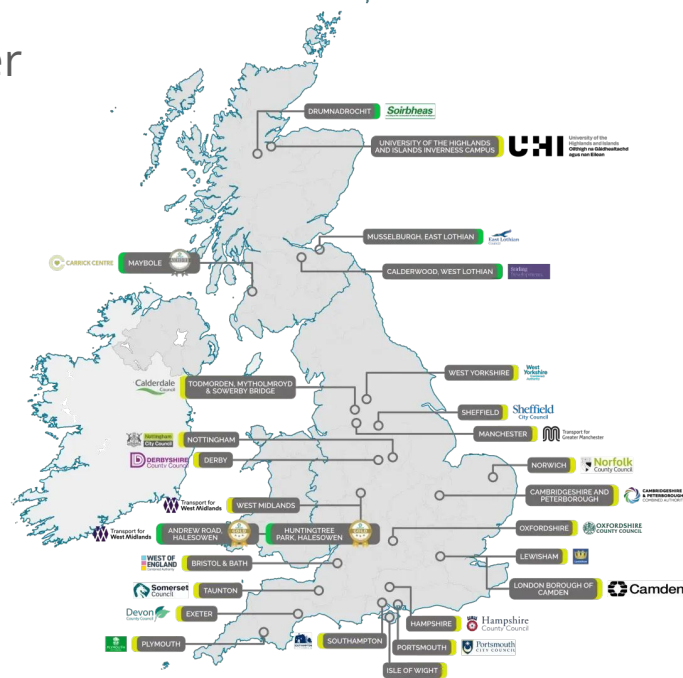 er
DRUMNADROCHIT
Soirbheas
UNIVERSITY OF THE HIGHLANDS
AND ISLANDS INVERNESS CAMPUS
UHI
University of the
Highlands and Islands
Oilthigh na Gàidhealtachd
agus nan Eilean
MUSSELBURGH, EAST LOTHIAN
East Lothian
CARRICK CENTRE
MAYBOLE
CALDERWOOD, WEST LOTHIAN
WEST YORKSHIRE
West
Yorkshire
Calderdale
Council
TODMORDEN, MYTHOLMROYD
& SOWERBY BRIDGE
SHEFFIELD
Sheffield
City Council
MANCHESTER
Transport for
Greater Manchester
Nottingham
City Council
NOTTINGHAM
DERBYSHIRE
County Council
DERBY
NORWICH
Norfolk
County Council
CAMBRIDGESHIRE AND
PETERBOROUGH
CAMBRIDGESHIRE
& PETERBOROUGH
COMBINED AUTHORITY
Transport for
West Midlands
WEST MIDLANDS
Transport for
West Midlands
ANDREW ROAD,
HALESOWEN
GOLD
HUNTINGTREE
PARK, HALESOWEN
GOLD
OXFORDSHIRE
OXFORDSHIRE
COUNTY COUNCIL
WEST OF
ENGLAND
BRISTOL & BATH
LEWISHAM
Somerset
Council
TAUNTON
LONDON BOROUGH OF
CAMDEN
Camden
Devon
County Council
EXETER
HAMPSHIRE
Hampshire
County Council
PLYMOUTH
SOUTHAMPTON
PORTSMOUTH
Portsmouth
CITY COUNCIL
ISLE OF WIGHT